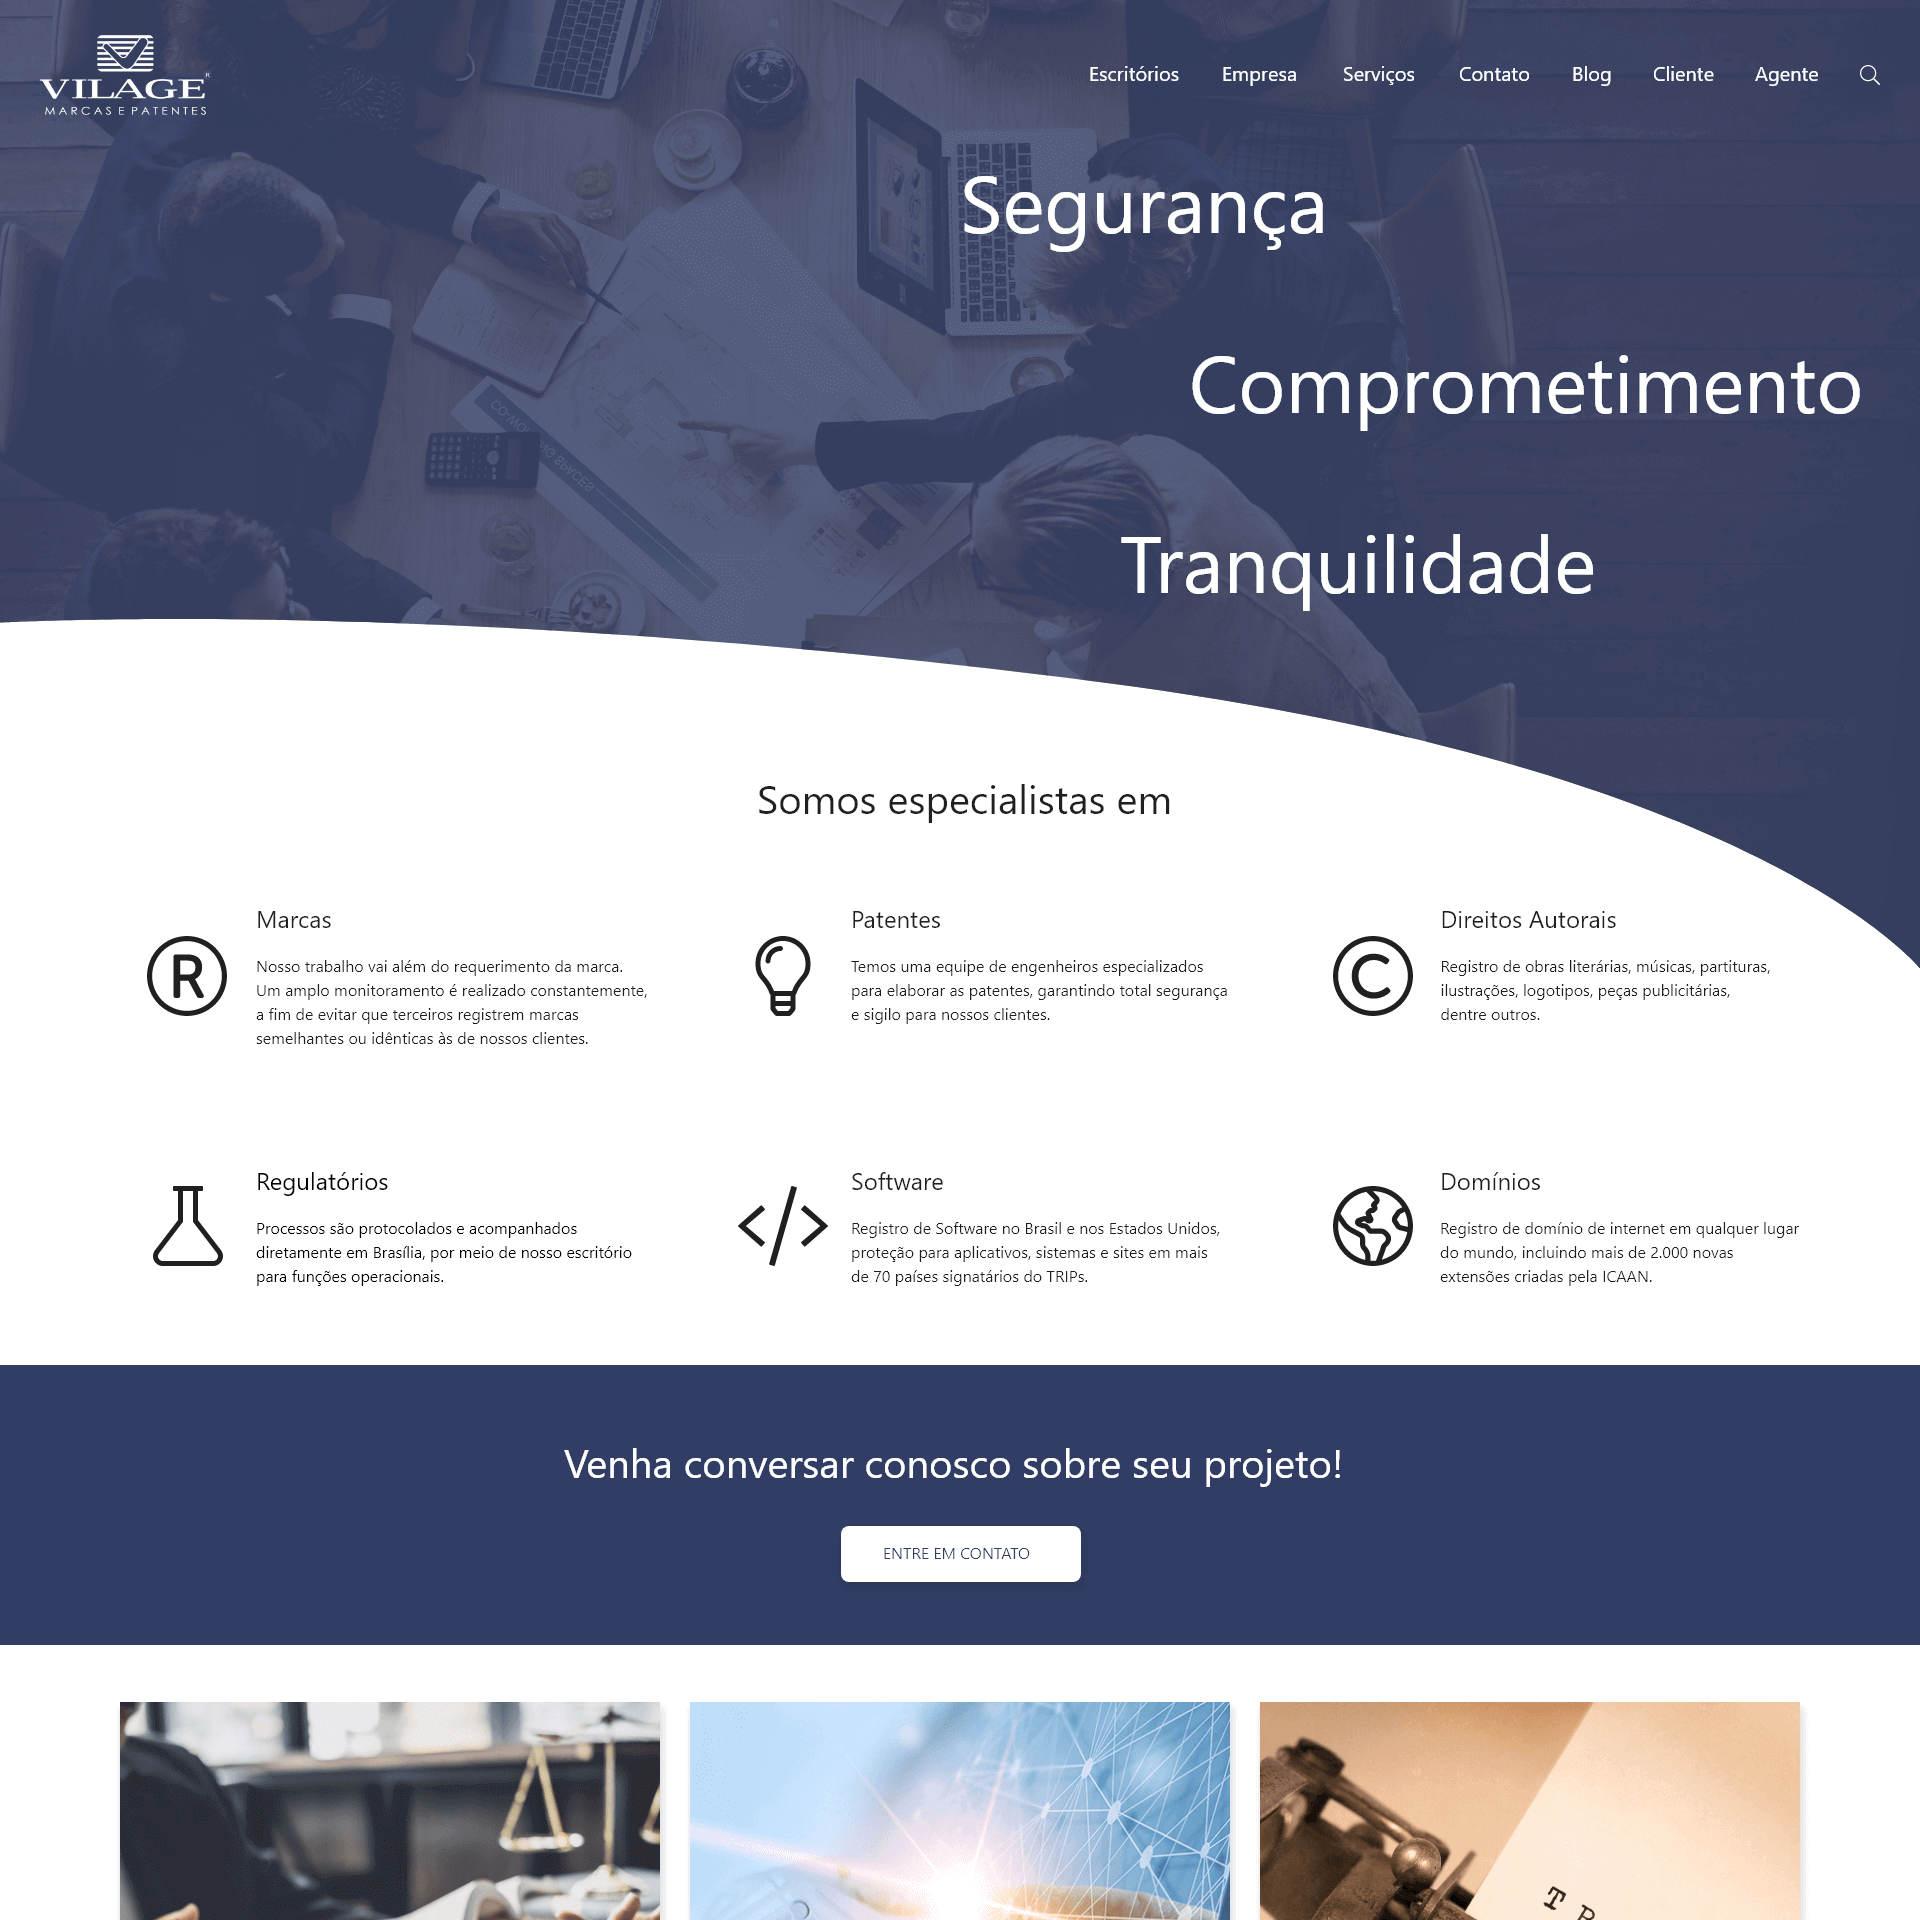 VILAGE
MARCAS E PATENTES
Escritórios Empresa Serviços Contato Blog Cliente Agente
Segurança
Comprometimento
Tranquilidade
CO-WORKING SPACES
Somos especialistas em
R
Marcas
Nosso trabalho vai além do requerimento da marca.
Um amplo monitoramento é realizado constantemente,
a fim de evitar que terceiros registrem marcas
semelhantes ou idênticas às de nossos clientes.
Patentes
Temos uma equipe de engenheiros especializados
para elaborar as patentes, garantindo total segurança
e sigilo para nossos clientes.
C
Direitos Autorais
Registro de obras literárias, músicas, partituras,
ilustrações, logotipos, peças publicitárias,
dentre outros.
Regulatórios
Processos são protocolados e acompanhados
diretamente em Brasília, por meio de nosso escritório
para funções operacionais.
</>
Software
Registro de Software no Brasil e nos Estados Unidos,
proteção para aplicativos, sistemas e sites em mais
de 70 países signatários do TRIPs.
Domínios
Registro de domínio de internet em qualquer lugar
do mundo, incluindo mais de 2.000 novas
extensões criadas pela ICAAN.
Venha conversar conosco sobre seu projeto!
ENTRE EM CONTATO